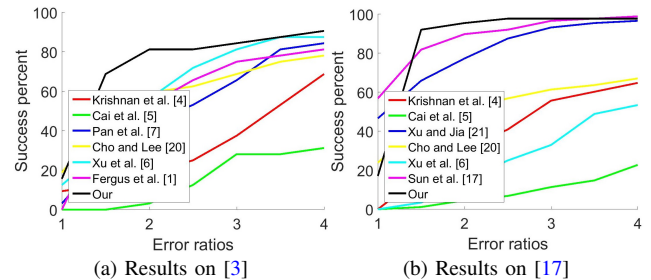 100
80
60
40
20
0
Success percent
Krishnan et al. [4]
Cai et al. [5]
Pan et al. [7]
Cho and Lee [20]
Xu et al. [6]
Fergus et al. [1]
Our
1 2 3 4
Error ratios
(a) Results on [3]
100
80
60
40
20
0
Success percent
Krishnan et al. [4]
Cai et al. [5]
Xu and Jia [21]
Cho and Lee [20]
Xu et al. [6]
Sun et al. [17]
Our
1 2 3 4
Error ratios
(b) Results on [17]